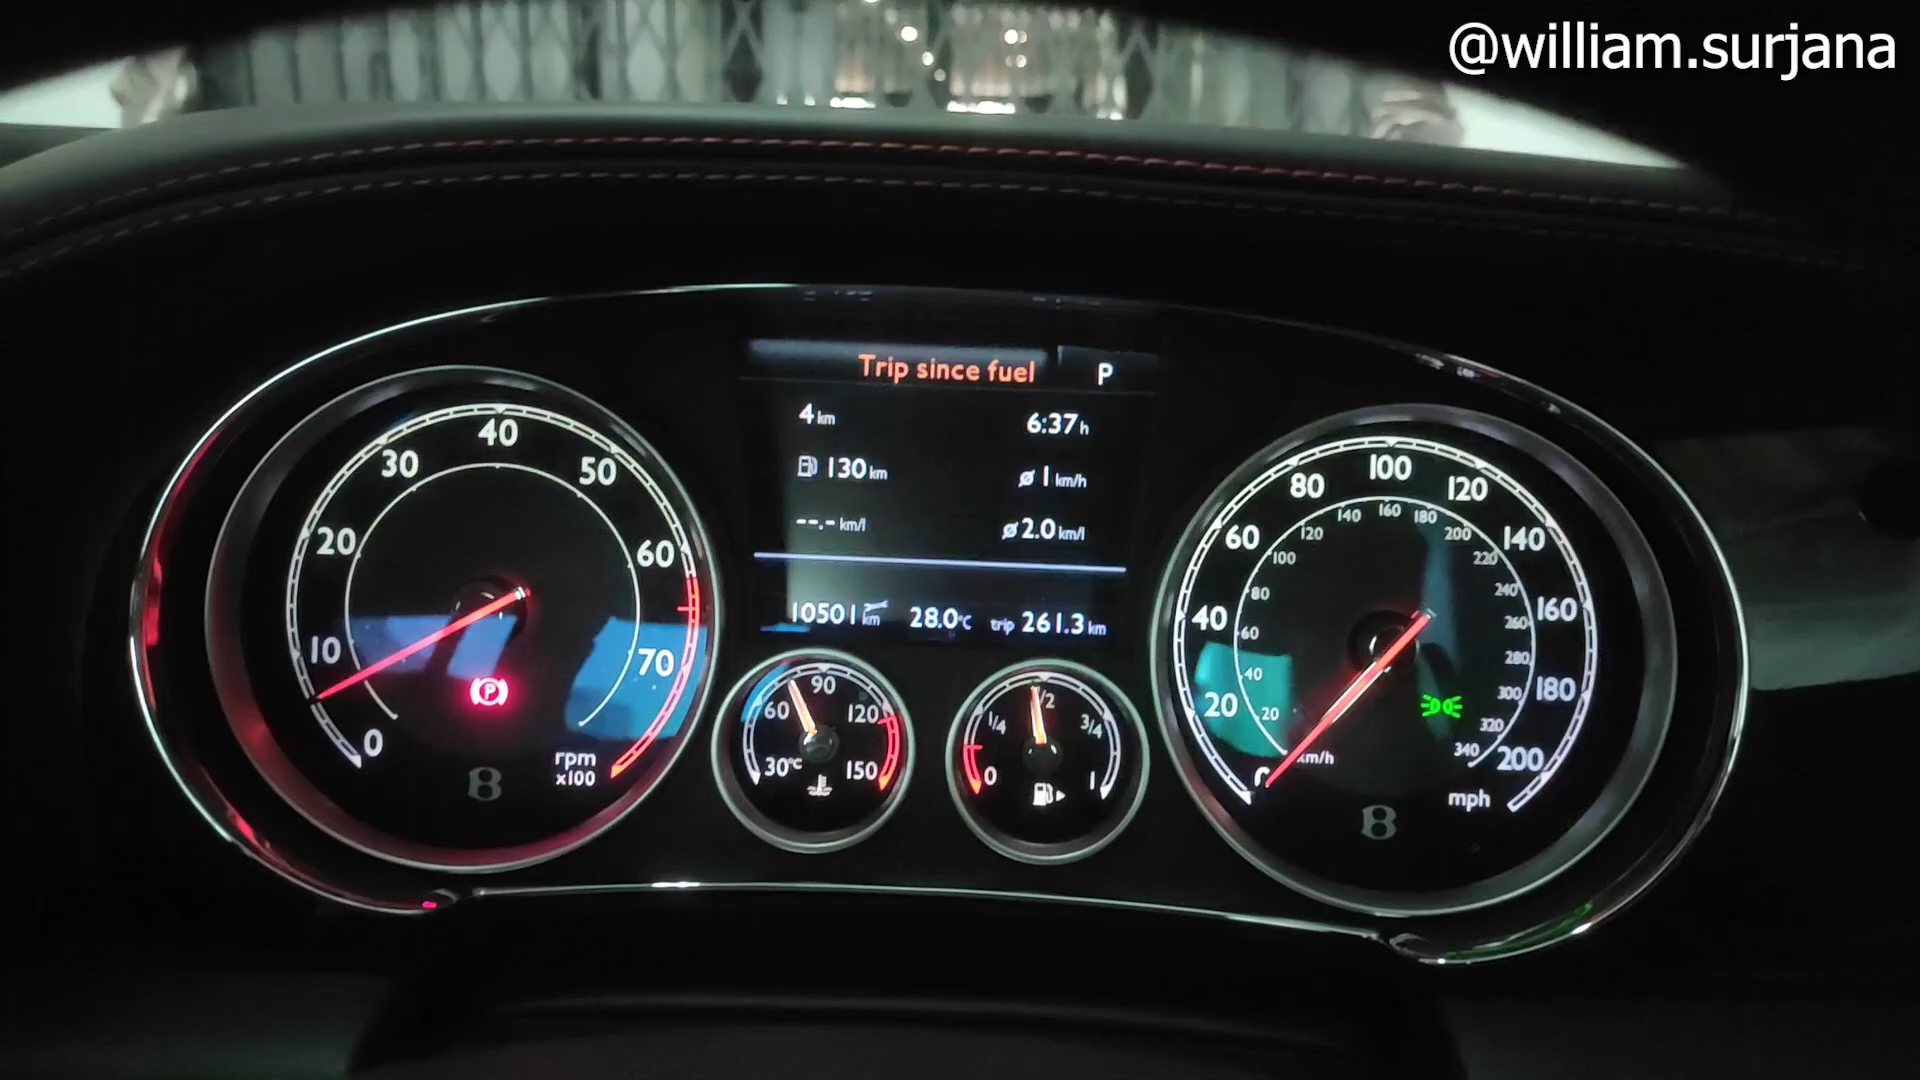 @william.surjana
Trip since fuel P
4 km 6:37 h
130 km ø 1 km/h
--.- km/l ø 2.0 km/l
10501 km 28.0°C trip 261.3 km
0 10 20 30 40 50 60 70
rpm
x100
P
B
30°C 60 90 120 150
0 1/4 1/2 3/4 1
0 20 40 60 80 100 120 140 160 180 200
20 40 60 80 100 120 140 160 180 200 220 240 260 280 300 320 340
km/h
mph
B